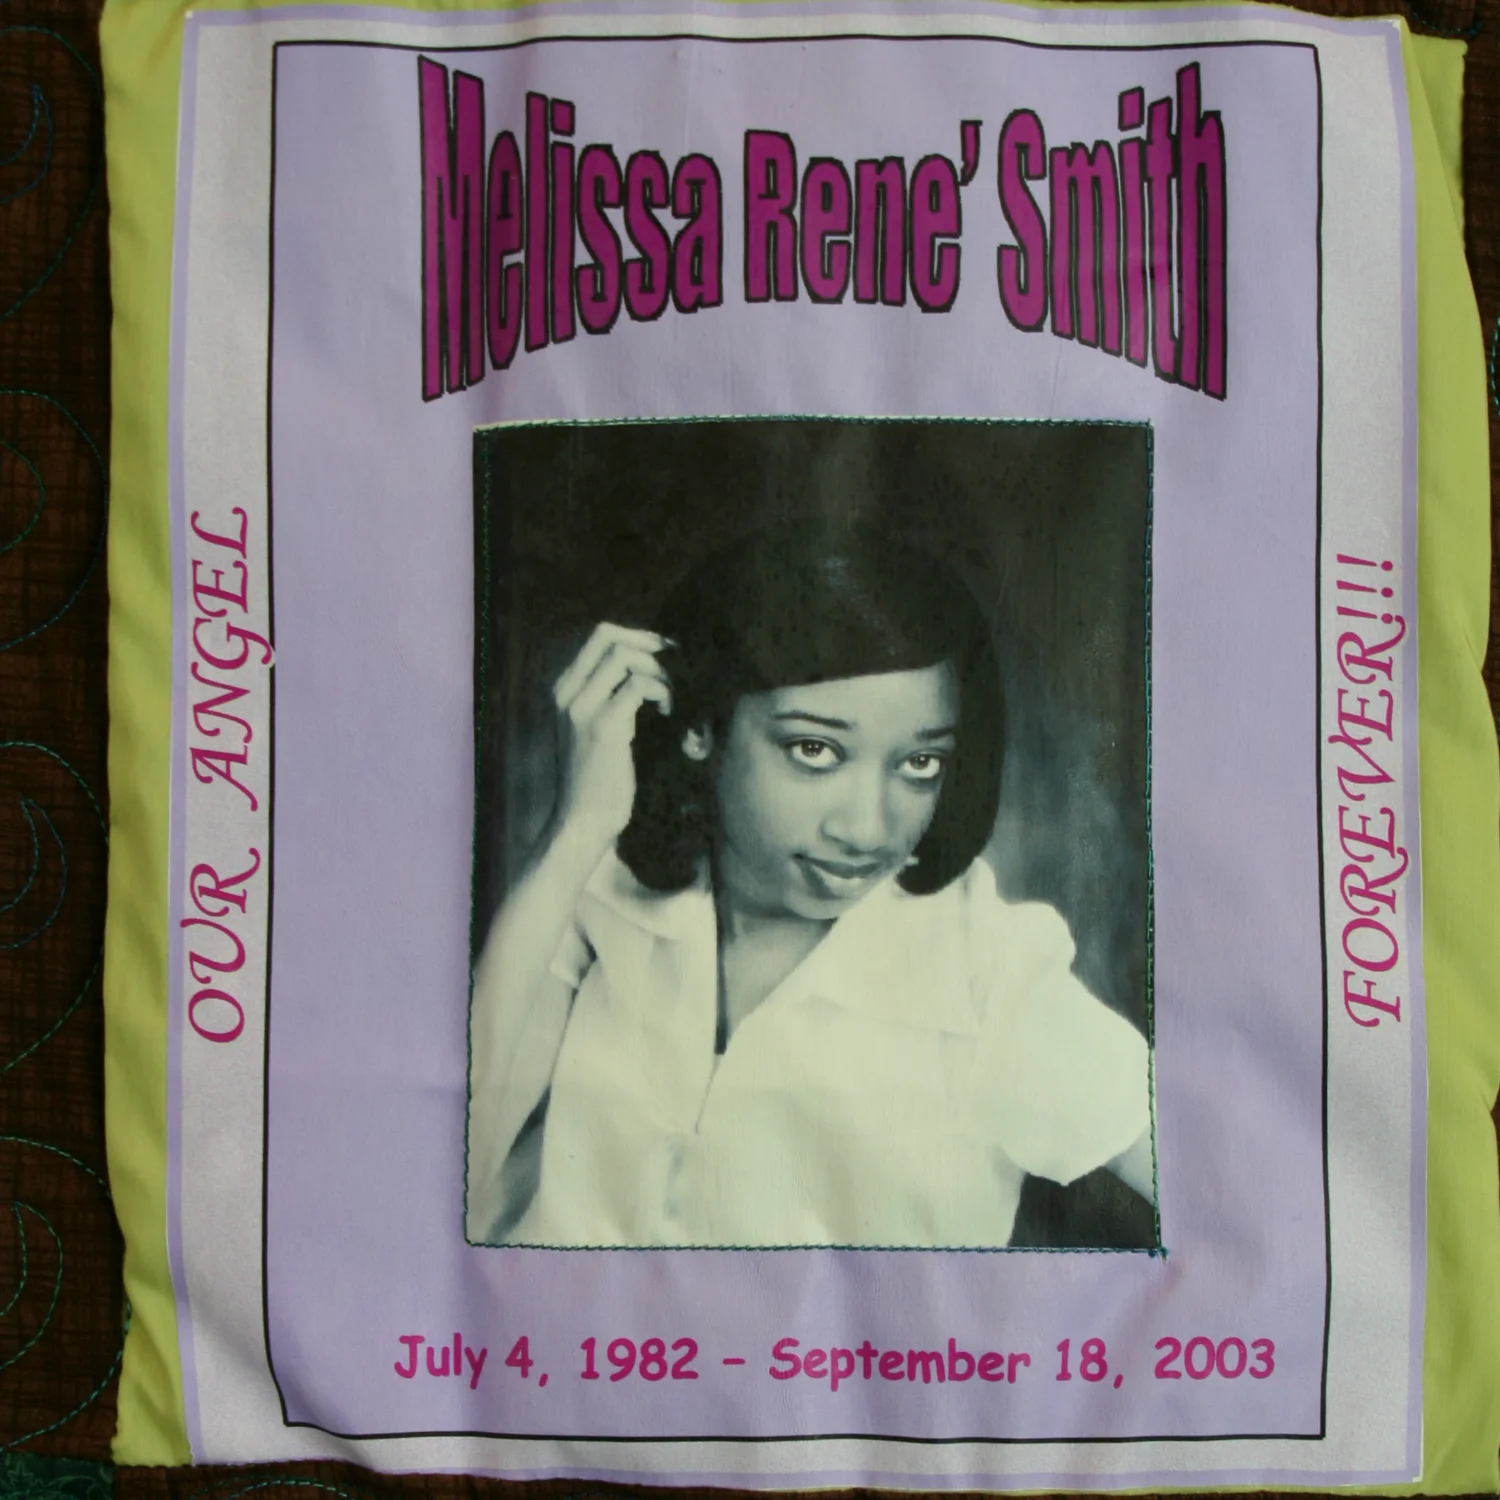 Melissa Rene' Smith
OUR ANGEL
FOREVER!!!
July 4, 1982 - September 18, 2003